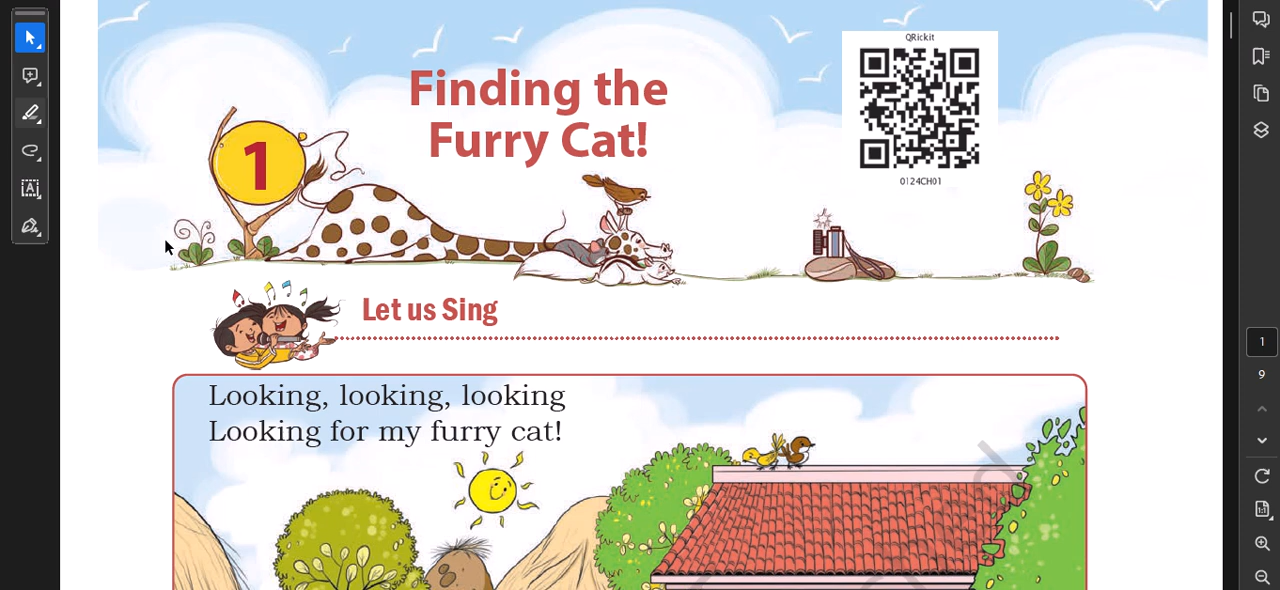 QRickit
Finding the
Furry Cat!
0124CH01
1
Let us Sing
Looking, looking, looking
Looking for my furry cat!
1
9